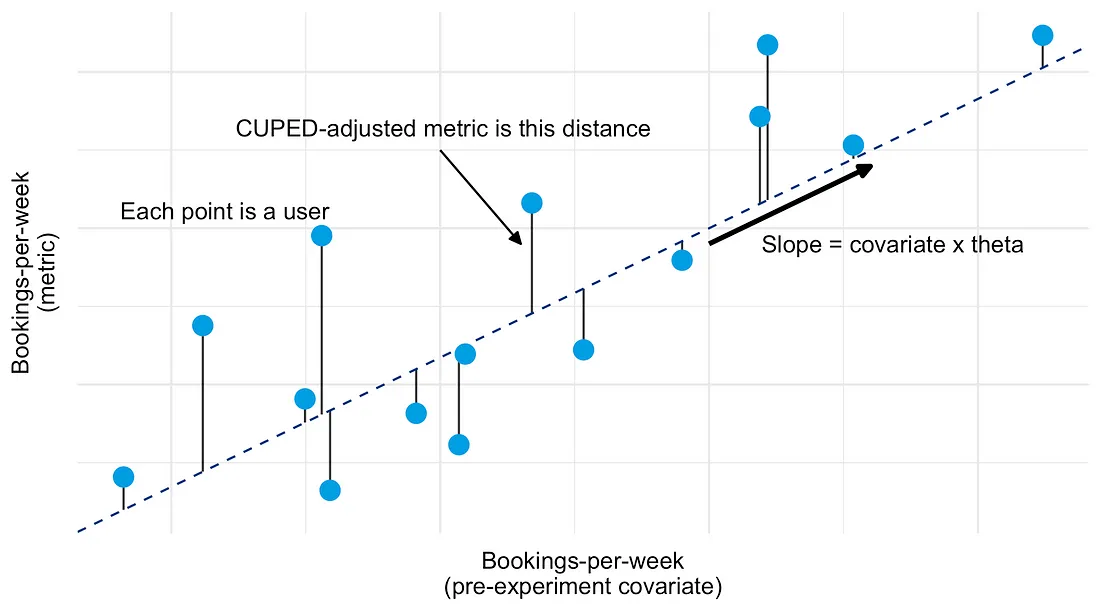 CUPED-adjusted metric is this distance
Each point is a user
Slope = covariate x theta
Bookings-per-week
(metric)
Bookings-per-week
(pre-experiment covariate)